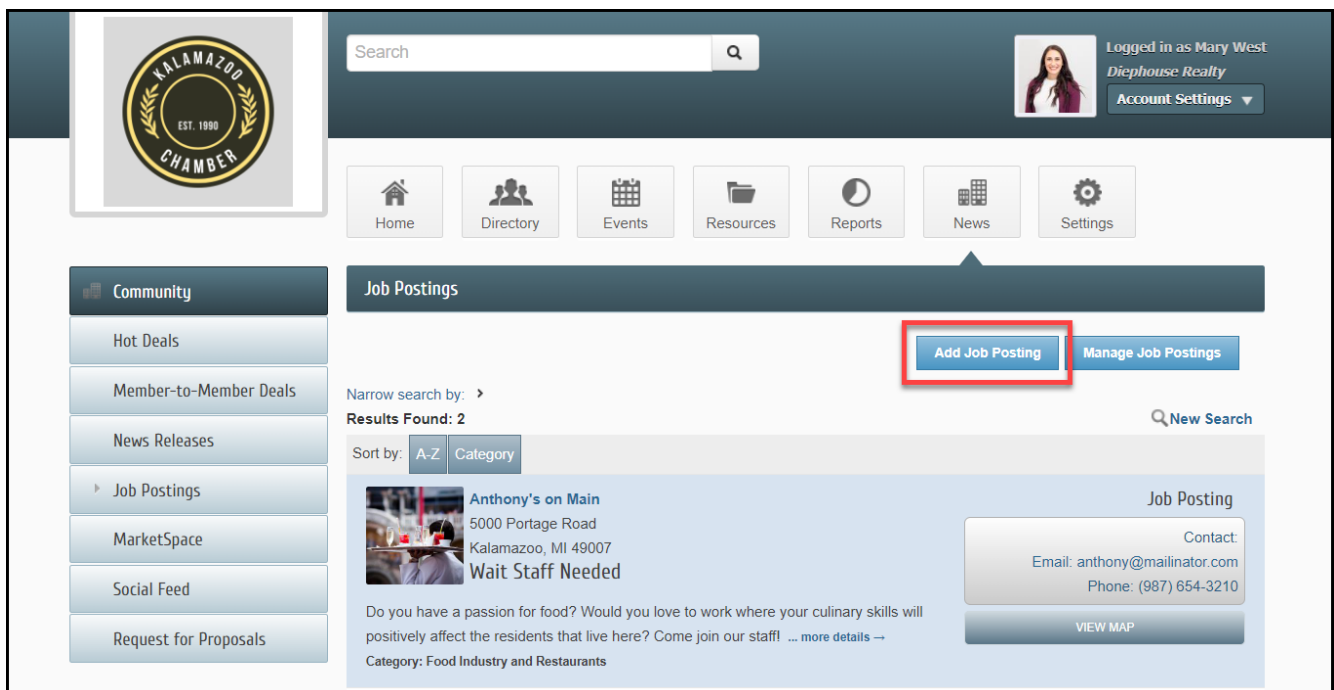 KALAMAZOO
EST. 1990
CHAMBER
Search
Logged in as Mary West
Diephouse Realty
Account Settings
Home
Directory
Events
Resources
Reports
News
Settings
Community
Hot Deals
Member-to-Member Deals
News Releases
Job Postings
MarketSpace
Social Feed
Request for Proposals
Job Postings
Add Job Posting
Manage Job Postings
Narrow search by:
Results Found: 2
New Search
Sort by: A-Z Category
Anthony's on Main
5000 Portage Road
Kalamazoo, MI 49007
Wait Staff Needed
Do you have a passion for food? Would you love to work where your culinary skills will
positively affect the residents that live here? Come join our staff! ... more details →
Category: Food Industry and Restaurants
Job Posting
Contact:
Email: anthony@mailinator.com
Phone: (987) 654-3210
VIEW MAP